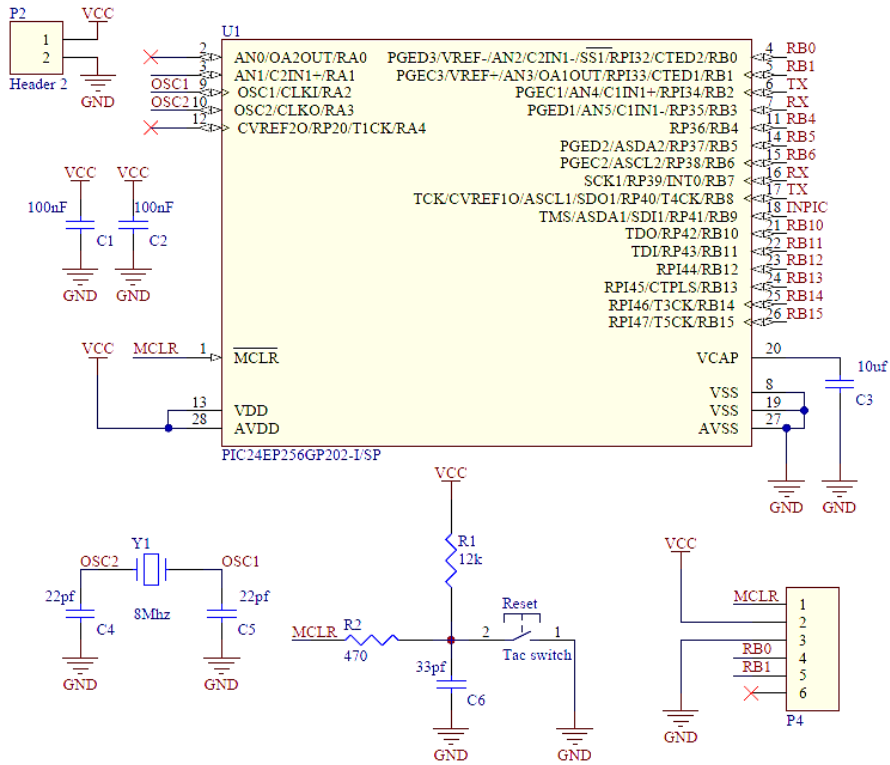 P2
VCC
1
2
Header 2
GND
U1
2 AN0/OA2OUT/RA0
3 AN1/C2IN1+/RA1
OSC1 9 OSC1/CLKI/RA2
OSC2 10 OSC2/CLKO/RA3
12 CVREF2O/RP20/T1CK/RA4
PGED3/VREF-/AN2/C2IN1-/SS1/RPI32/CTED2/RB0 4 RB0
PGEC3/VREF+/AN3/OA1OUT/RPI33/CTED1/RB1 5 RB1
PGEC1/AN4/C1IN1+/RPI34/RB2 6 TX
PGED1/AN5/C1IN1-/RP35/RB3 7 RX
RP36/RB4 11 RB4
PGED2/ASDA2/RP37/RB5 14 RB5
PGEC2/ASCL2/RP38/RB6 15 RB6
SCK1/RP39/INT0/RB7 16 RX
TCK/CVREF1O/ASCL1/SDO1/RP40/T4CK/RB8 17 TX
TMS/ASDA1/SDI1/RP41/RB9 18 INPIC
TDO/RP42/RB10 21 RB10
TDI/RP43/RB11 22 RB11
RPI44/RB12 23 RB12
RPI45/CTPLS/RB13 24 RB13
RPI46/T3CK/RB14 25 RB14
RPI47/T5CK/RB15 26 RB15
VCC VCC
100nF 100nF
C1 C2
GND GND
VCC MCLR 1 MCLR
13 VDD
28 AVDD
VCAP 20
VSS 8
VSS 19
AVSS 27
10uf
C3
GND GND
PIC24EP256GP202-I/SP
Y1
OSC2 OSC1
22pf 8Mhz 22pf
C4 C5
GND GND
VCC
R1
12k
MCLR R2
470
33pf
C6
GND
Reset
2 1
Tac switch
GND
VCC
MCLR 1
2
3
RB0 4
RB1 5
6
P4
GND